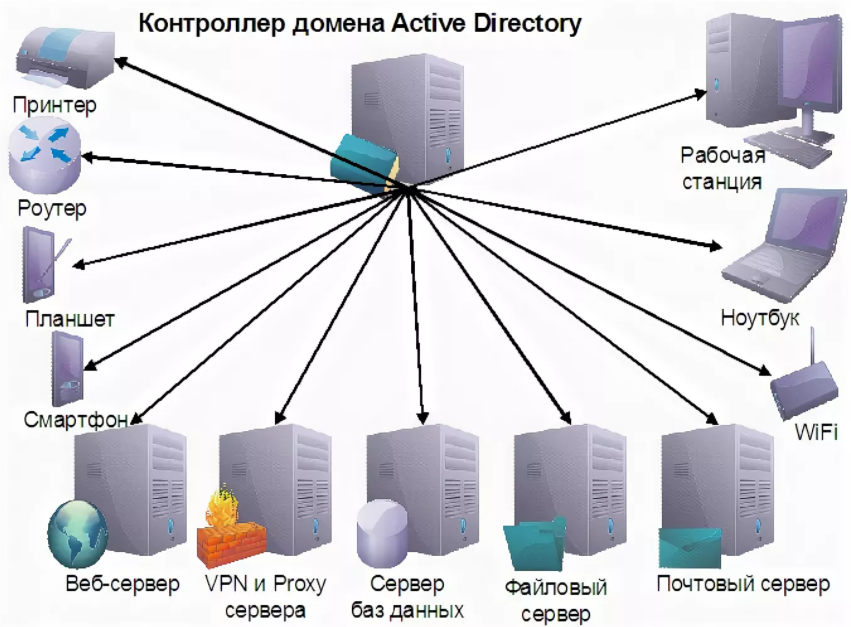 Контроллер домена Active Directory
Принтер
Роутер
Планшет
Смартфон
Рабочая
станция
Ноутбук
WiFi
Веб-сервер
VPN и Proxy
сервера
Сервер
баз данных
Файловый
сервер
Почтовый сервер